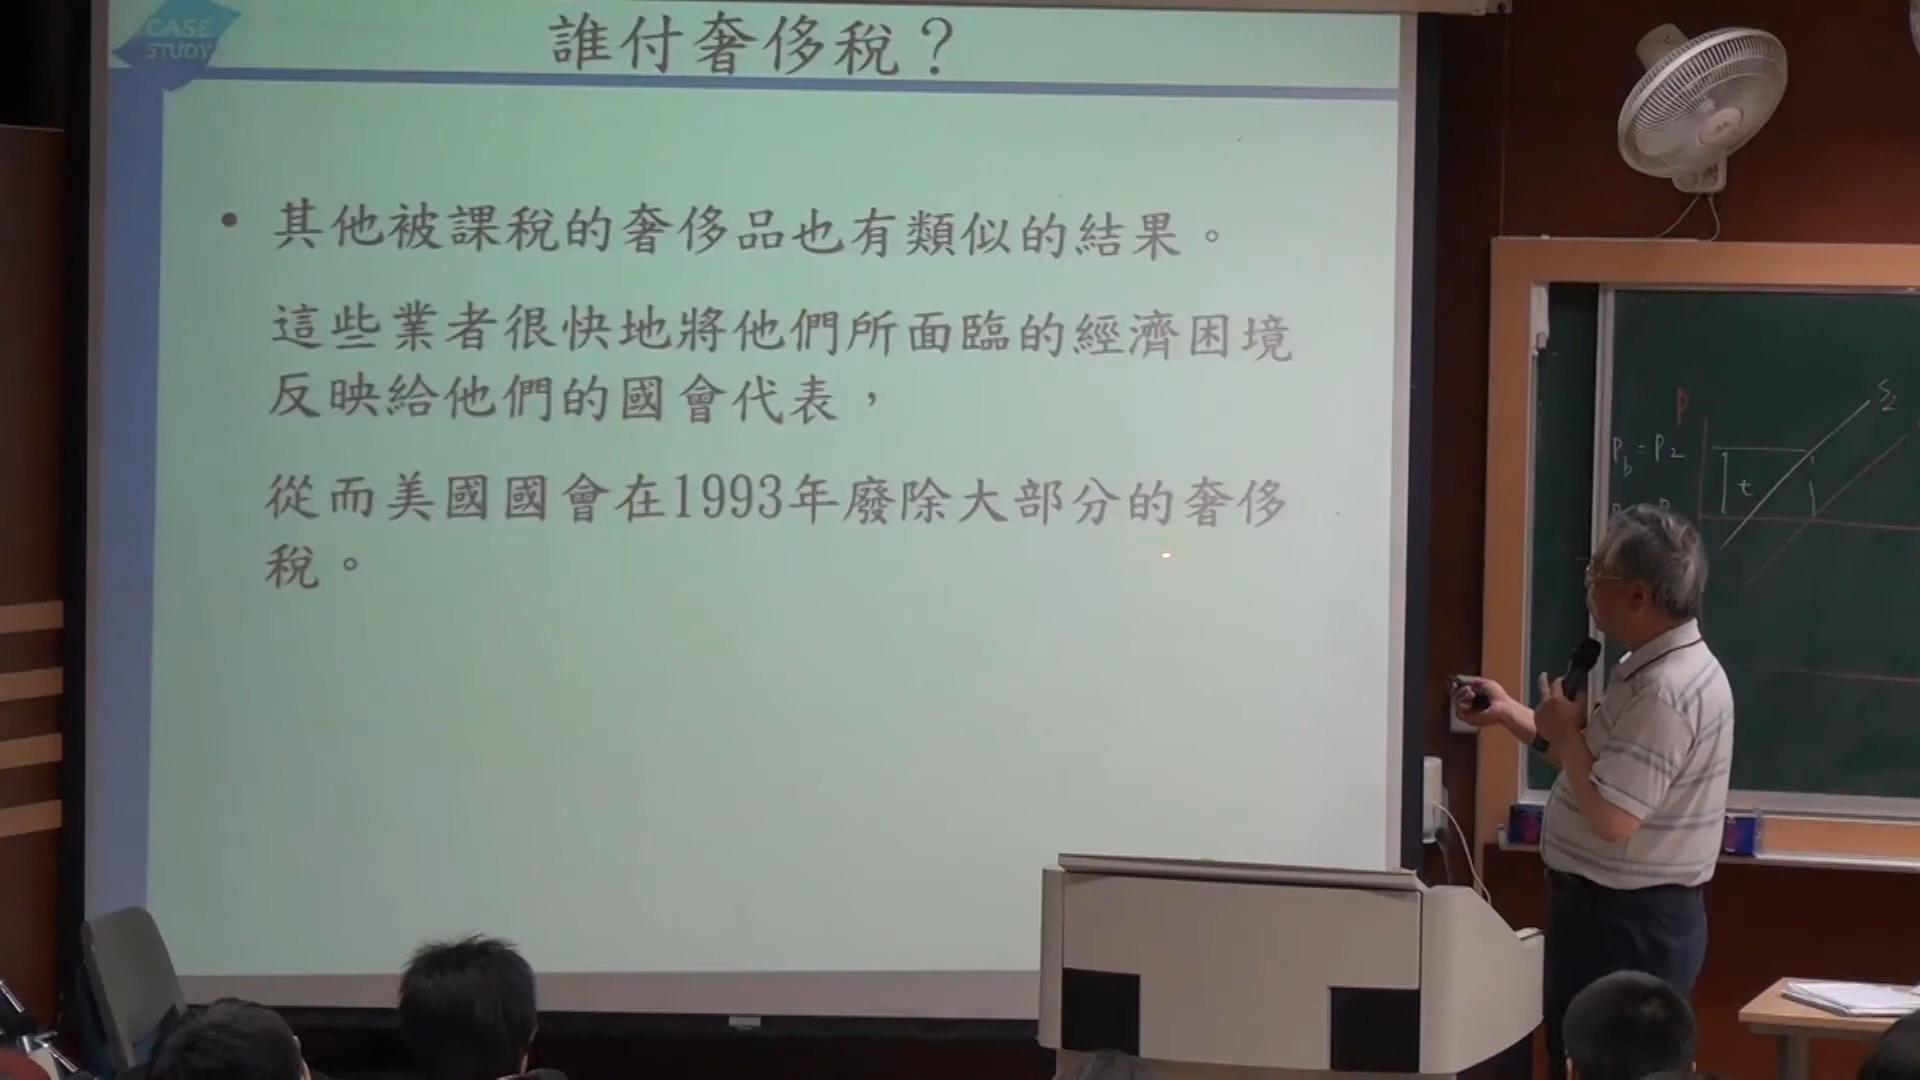 CASE
STUDY
誰付奢侈稅？
• 其他被課稅的奢侈品也有類似的結果。
這些業者很快地將他們所面臨的經濟困境
反映給他們的國會代表，
從而美國國會在1993年廢除大部分的奢侈
稅。
P
S₂
P_b = P₂
t